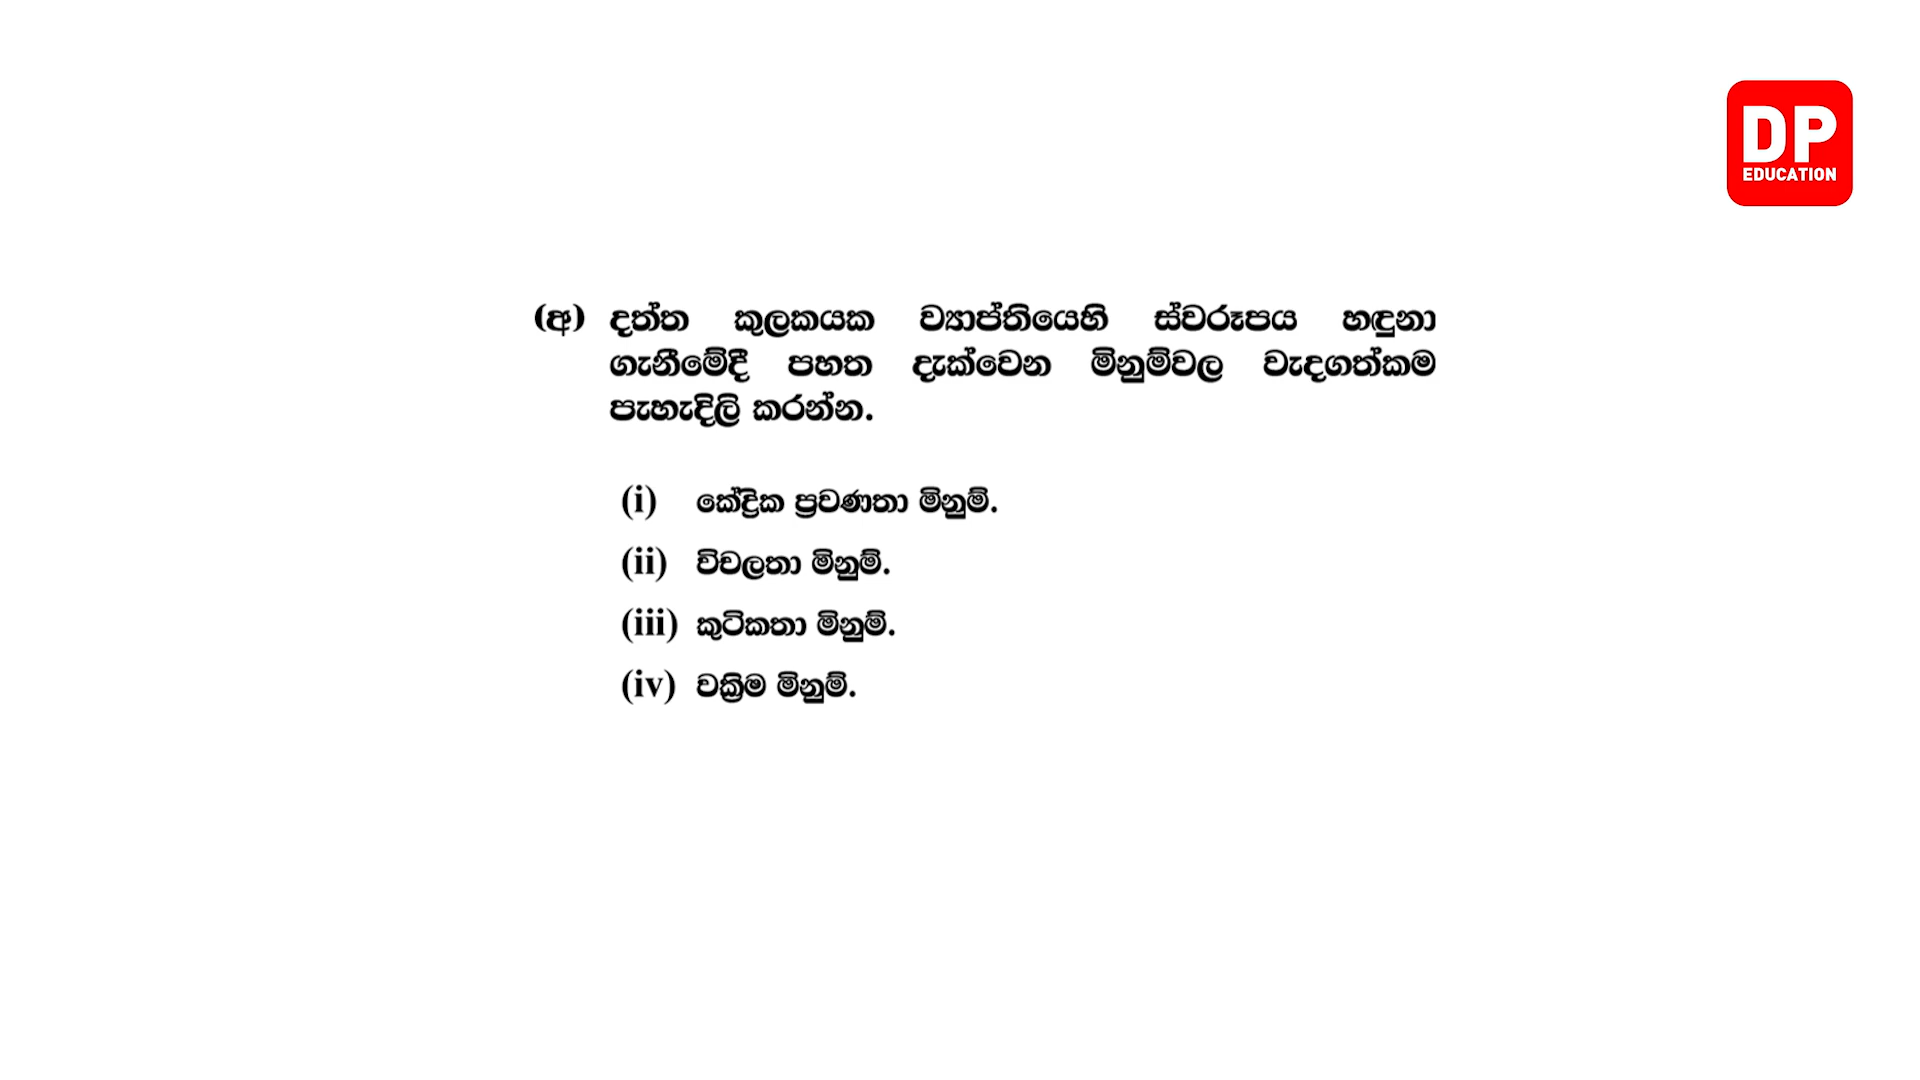 DP
EDUCATION
(අ) දත්ත කුලකයක ව්‍යාප්තියෙහි ස්වරූපය හඳුනා
ගැනීමේදී පහත දැක්වෙන මිනුම්වල වැදගත්කම
පැහැදිලි කරන්න.
(i) කේද්‍රික ප්‍රවණතා මිනුම්.
(ii) විචලතා මිනුම්.
(iii) කුටිකතා මිනුම්.
(iv) වක්‍රිම මිනුම්.